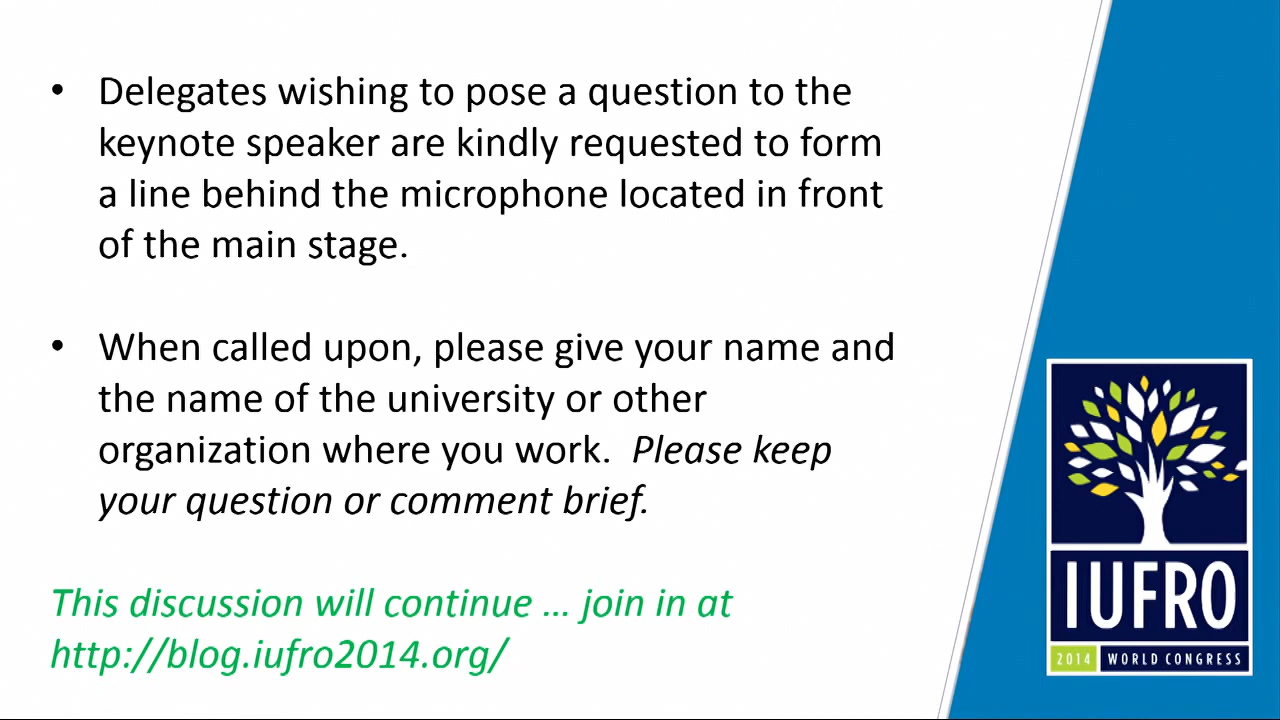 • Delegates wishing to pose a question to the
keynote speaker are kindly requested to form
a line behind the microphone located in front
of the main stage.
• When called upon, please give your name and
the name of the university or other
organization where you work.  Please keep
your question or comment brief.
This discussion will continue … join in at
http://blog.iufro2014.org/
IUFRO
2014 WORLD CONGRESS